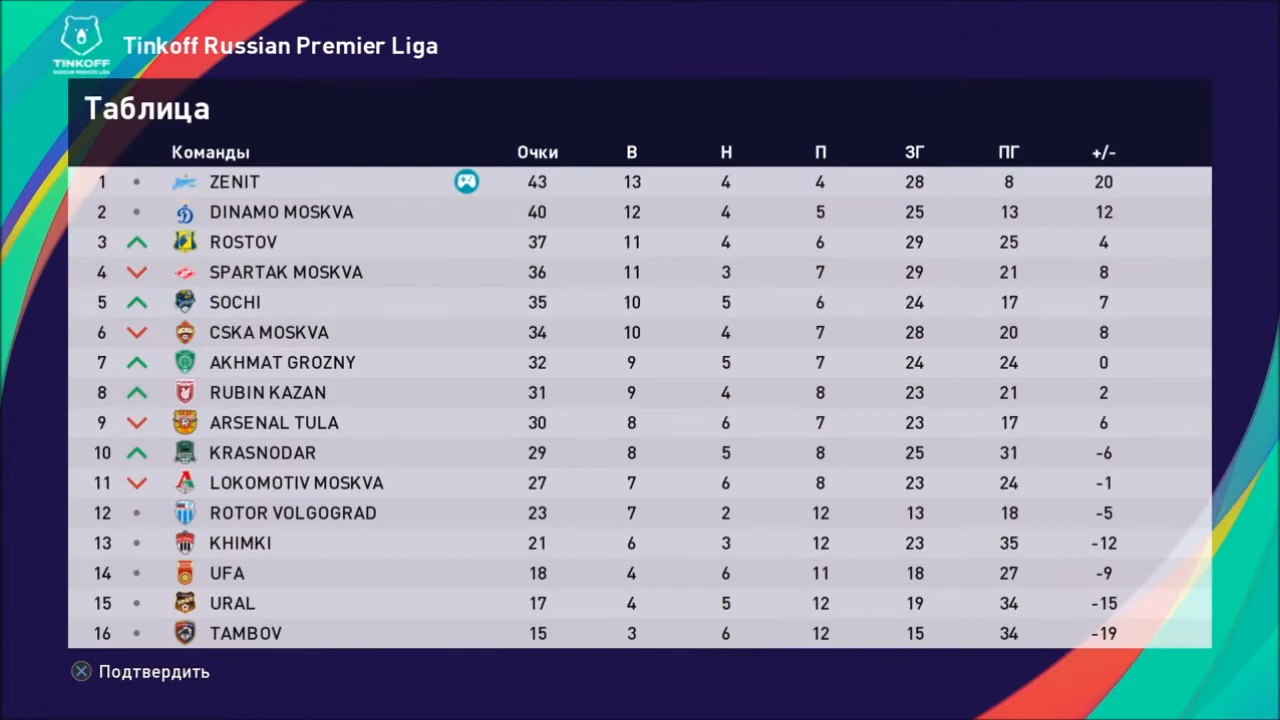 Tinkoff Russian Premier Liga
TINKOFF
RUSSIAN PREMIER LIGA
Таблица
Команды Очки В Н П ЗГ ПГ +/-
1 ZENIT 43 13 4 4 28 8 20
2 DINAMO MOSKVA 40 12 4 5 25 13 12
3 ROSTOV 37 11 4 6 29 25 4
4 SPARTAK MOSKVA 36 11 3 7 29 21 8
5 SOCHI 35 10 5 6 24 17 7
6 CSKA MOSKVA 34 10 4 7 28 20 8
7 AKHMAT GROZNY 32 9 5 7 24 24 0
8 RUBIN KAZAN 31 9 4 8 23 21 2
9 ARSENAL TULA 30 8 6 7 23 17 6
10 KRASNODAR 29 8 5 8 25 31 -6
11 LOKOMOTIV MOSKVA 27 7 6 8 23 24 -1
12 ROTOR VOLGOGRAD 23 7 2 12 13 18 -5
13 KHIMKI 21 6 3 12 23 35 -12
14 UFA 18 4 6 11 18 27 -9
15 URAL 17 4 5 12 19 34 -15
16 TAMBOV 15 3 6 12 15 34 -19
Подтвердить